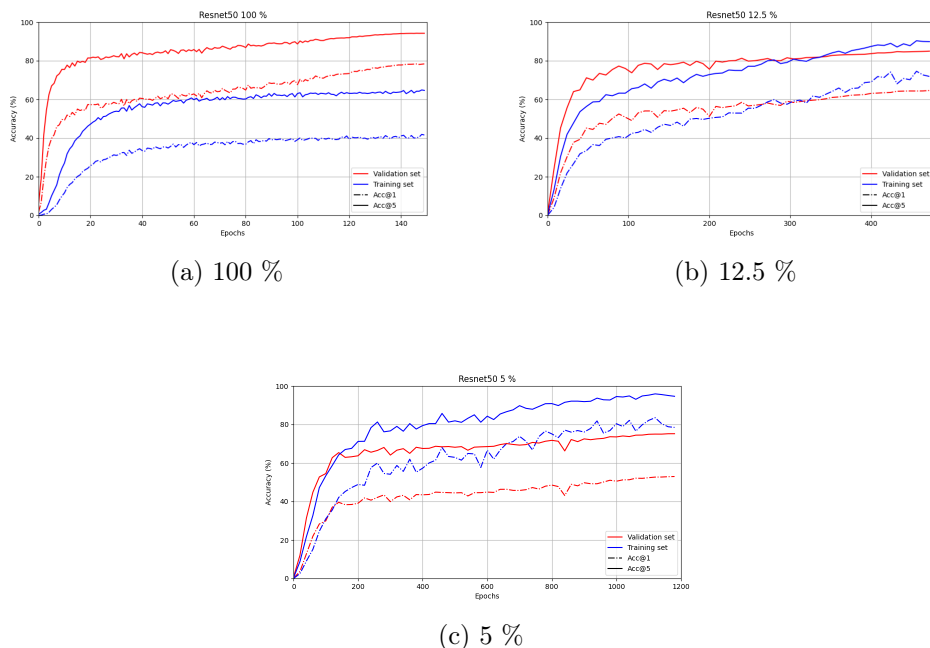 Resnet50 100 %
100
80
60
40
20
0
Accuracy (%)
0 20 40 60 80 100 120 140
Epochs
Validation set
Training set
Acc@1
Acc@5
(a) 100 %
Resnet50 12.5 %
100
80
60
40
20
0
Accuracy (%)
0 100 200 300 400
Epochs
Validation set
Training set
Acc@1
Acc@5
(b) 12.5 %
Resnet50 5 %
100
80
60
40
20
0
Accuracy (%)
0 200 400 600 800 1000 1200
Epochs
Validation set
Training set
Acc@1
Acc@5
(c) 5 %